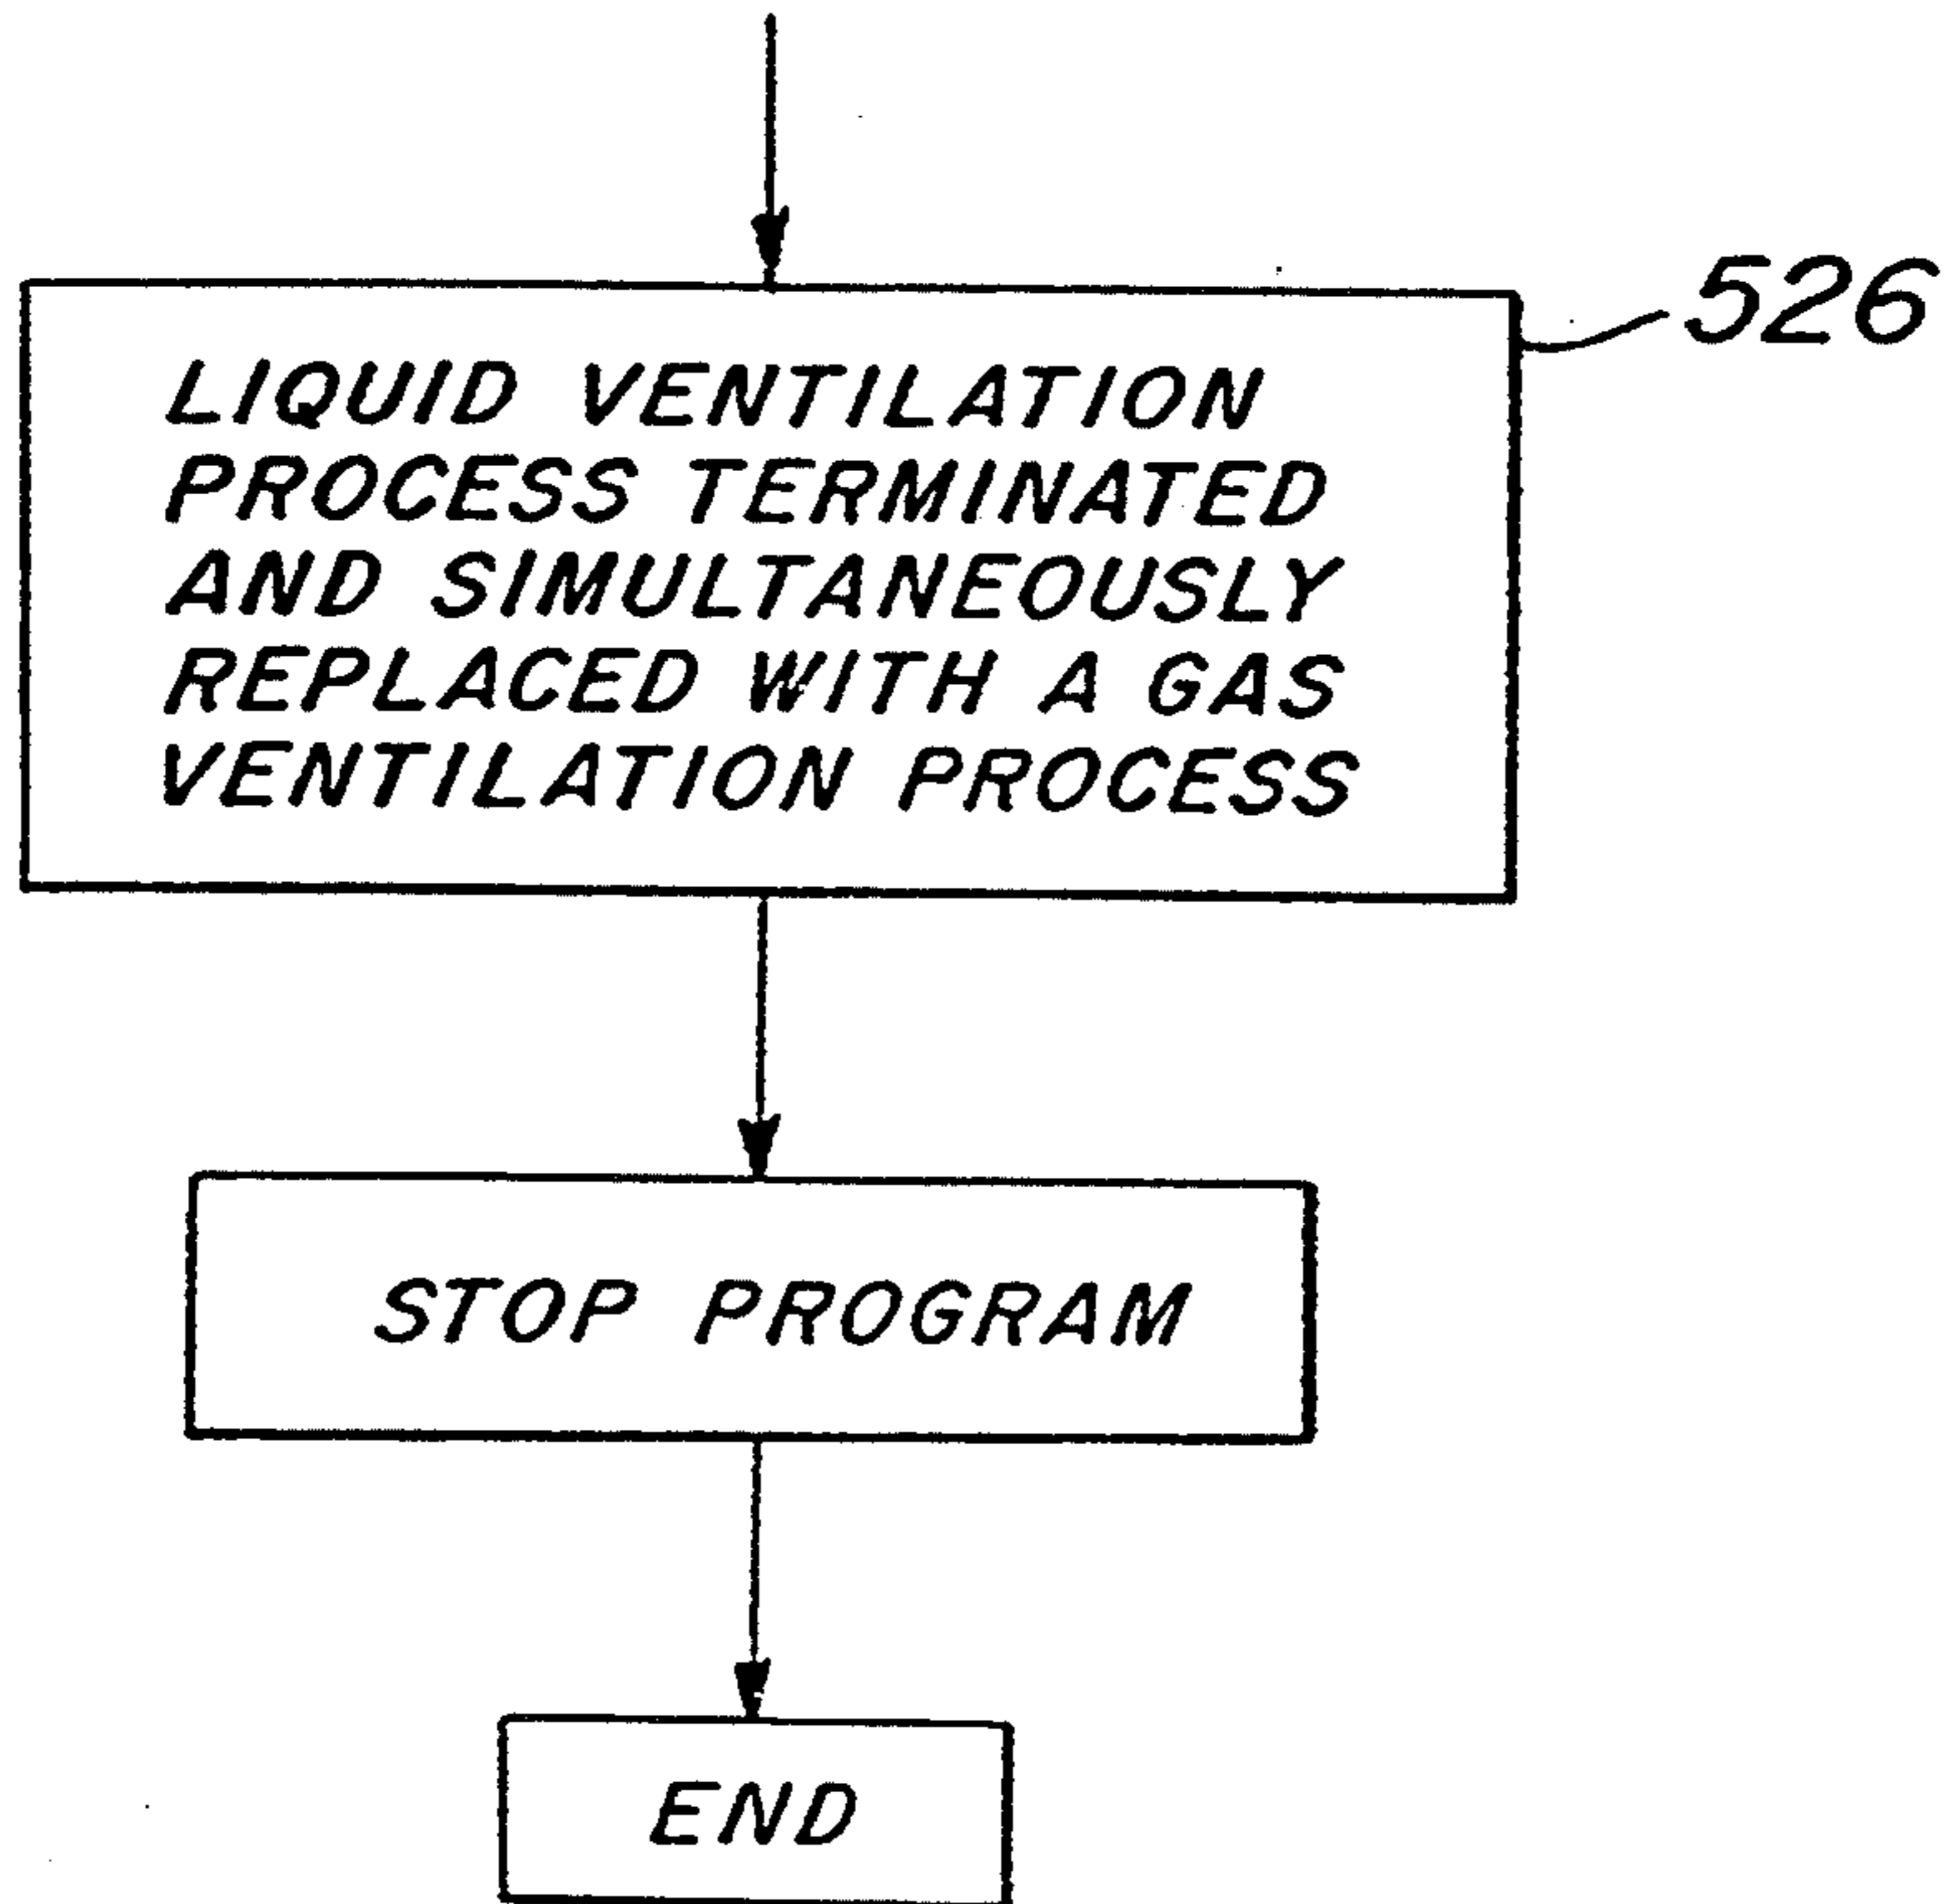 526
LIQUID VENTILATION
PROCESS TERMINATED
AND SIMULTANEOUSLY
REPLACED WITH A GAS
VENTILATION PROCESS
STOP PROGRAM
END